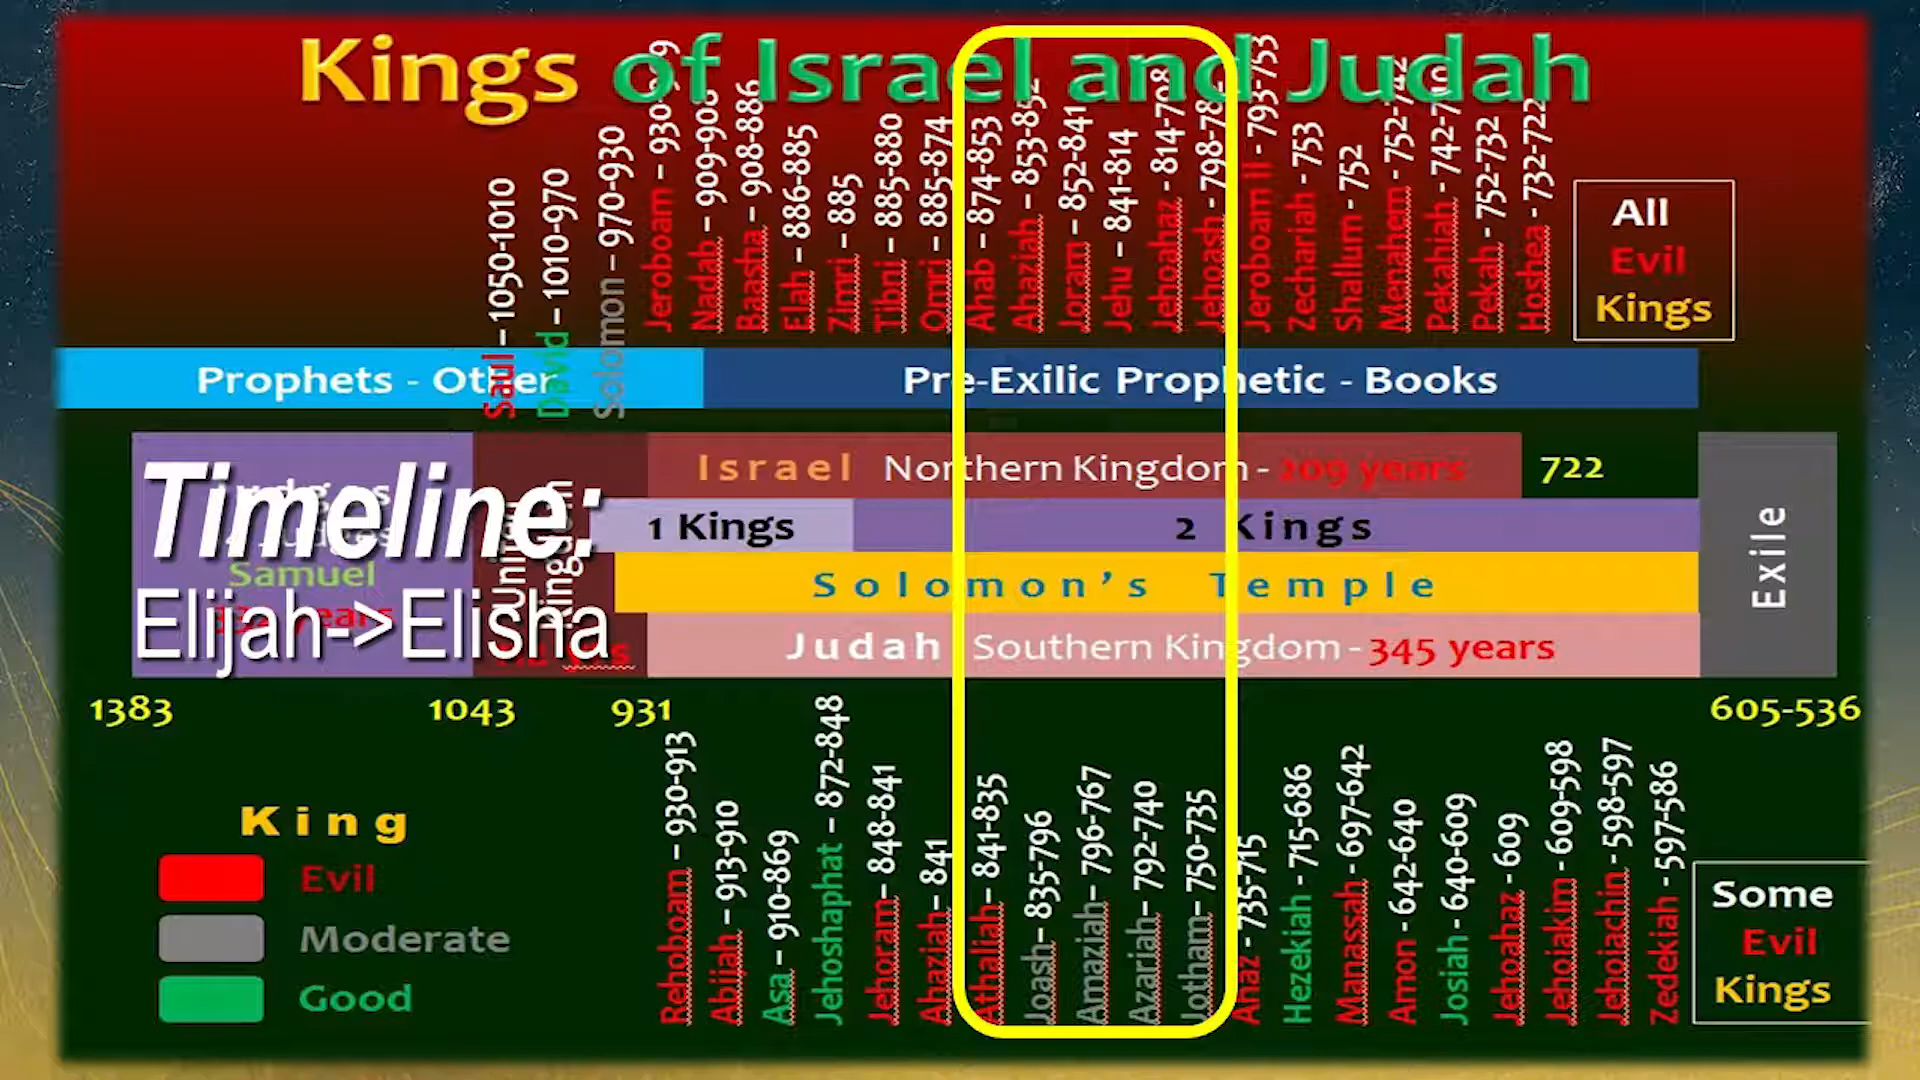 Kings of Israel and Judah
Saul – 1050-1010
David – 1010-970
Solomon – 970-930
Jeroboam – 930-909
Nadab – 909-908
Baasha – 908-886
Elah – 886-885
Zimri – 885
Tibni – 885-880
Omri – 885-874
Ahab – 874-853
Ahaziah – 853-852
Joram – 852-841
Jehu – 841-814
Jehoahaz - 814-798
Jehoash - 798-782
Jeroboam II - 793-753
Zechariah - 753
Shallum - 752
Menahem - 752-742
Pekahiah - 742-740
Pekah - 752-732
Hoshea - 732-722
All
Evil
Kings
Prophets - Other
Pre-Exilic Prophetic - Books
Israel Northern Kingdom - 209 years
722
1 Kings
2 Kings
Solomon's Temple
Judah Southern Kingdom - 345 years
Exile
Judges
Judges
Samuel
years
United
Kingdom
Timeline:
Elijah->Elisha
1383
1043
931
605-536
Rehoboam – 930-913
Abijah – 913-910
Asa – 910-869
Jehoshaphat – 872-848
Jehoram – 848-841
Ahaziah – 841
Athaliah – 841-835
Joash – 835-796
Amaziah – 796-767
Azariah – 792-740
Jotham – 750-735
Ahaz - 735-715
Hezekiah - 715-686
Manassah - 697-642
Amon - 642-640
Josiah - 640-609
Jehoahaz - 609
Jehoiakim - 609-598
Jehoiachin - 598-597
Zedekiah - 597-586
King
Evil
Moderate
Good
Some
Evil
Kings